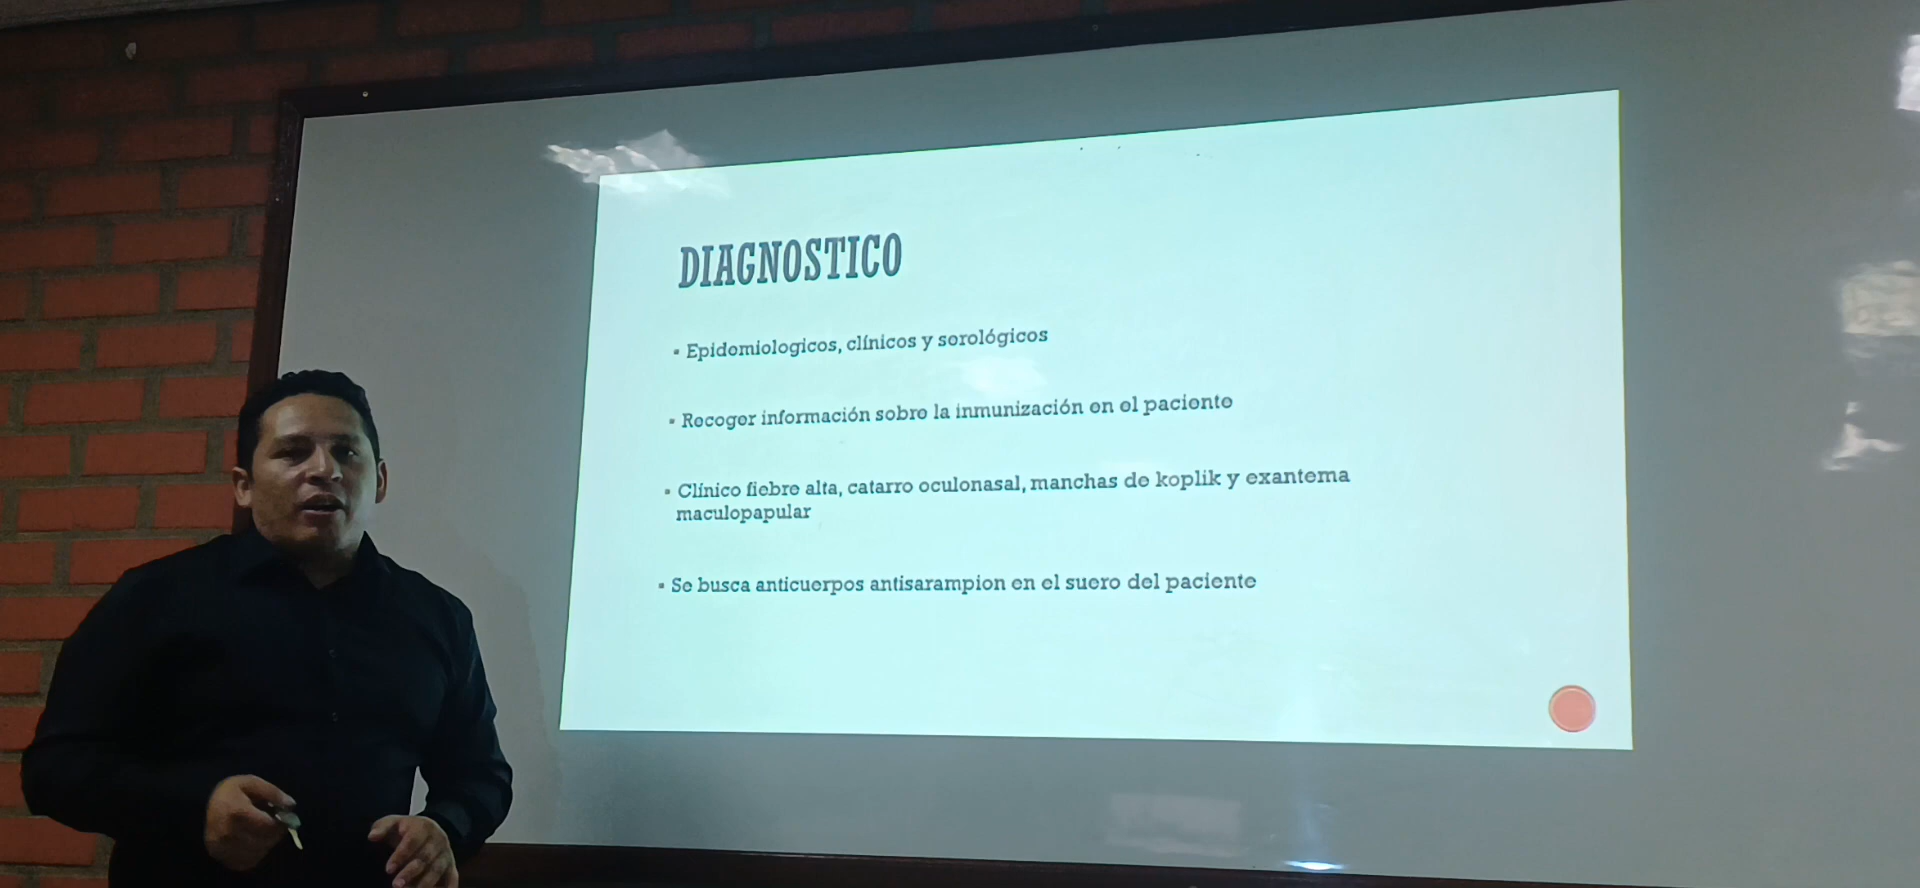 DIAGNOSTICO
▪ Epidemiologicos, clínicos y serológicos
▪ Recoger información sobre la inmunización en el paciente
▪ Clínico fiebre alta, catarro oculonasal, manchas de koplik y exantema
maculopapular
▪ Se busca anticuerpos antisarampion en el suero del paciente